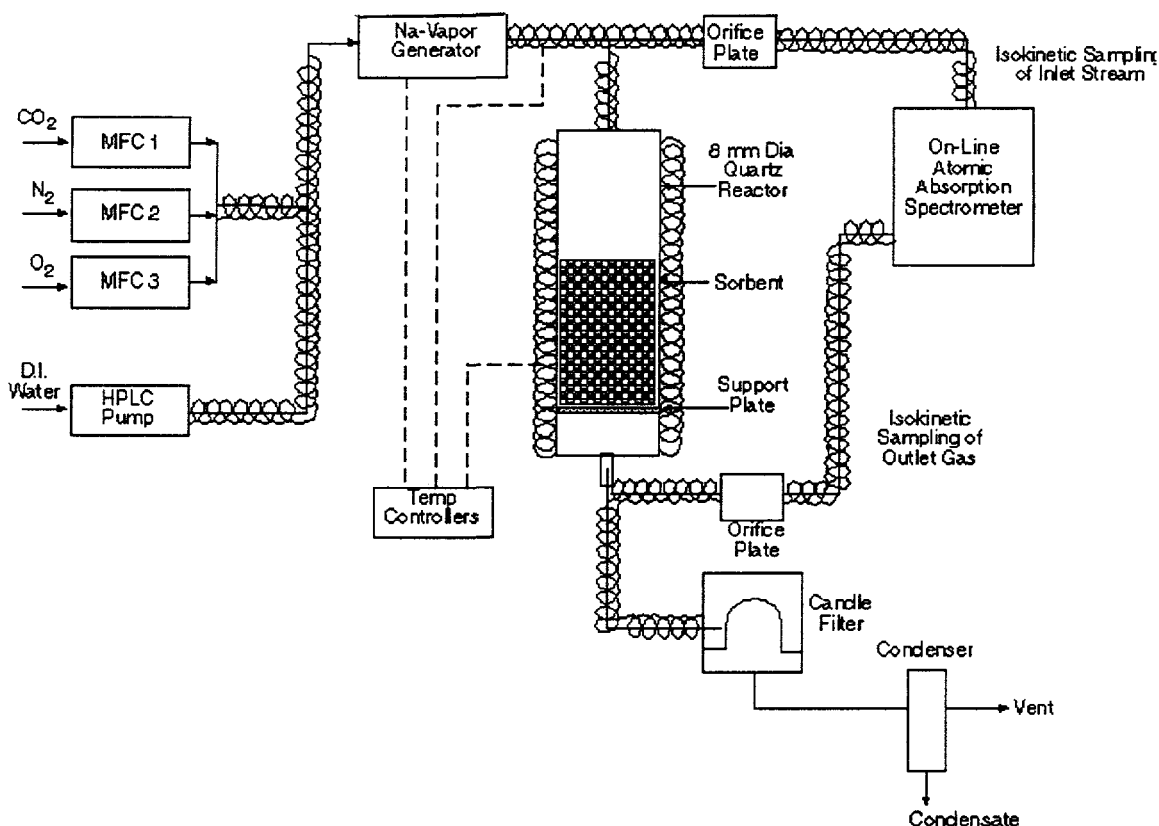 Na-Vapor
Generator
Orifice
Plate
Isokinetic Sampling
of Inlet Stream
CO2
MFC 1
N2
MFC 2
O2
MFC 3
D.I.
Water
HPLC
Pump
8 mm Dia
Quartz
Reactor
On-Line
Atomic
Absorption
Spectrometer
Sorbent
Support
Plate
Isokinetic
Sampling of
Outlet Gas
Temp
Controllers
Orifice
Plate
Candle
Filter
Condenser
Vent
Condensate